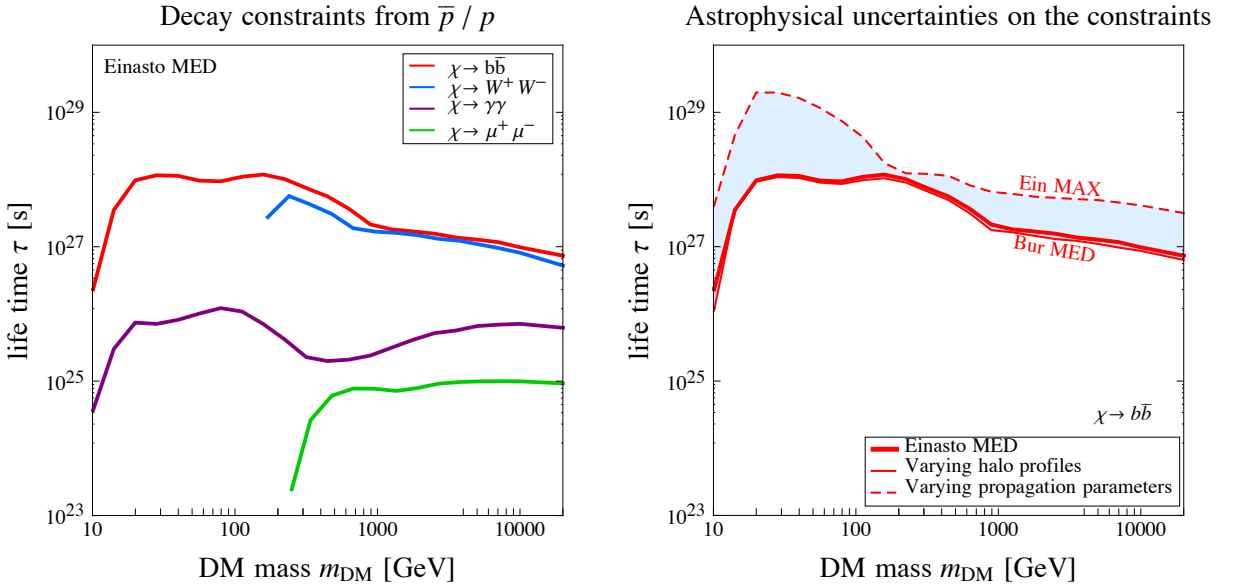 Decay constraints from p̅ / p
Einasto MED
χ→ bb̅
χ→ W⁺ W⁻
χ→ γγ
χ→ μ⁺ μ⁻
life time τ [s]
10²⁹
10²⁷
10²⁵
10²³
10 100 1000 10000
DM mass m_DM [GeV]
Astrophysical uncertainties on the constraints
Ein MAX
Bur MED
χ→ bb̅
Einasto MED
Varying halo profiles
Varying propagation parameters
life time τ [s]
10²⁹
10²⁷
10²⁵
10²³
10 100 1000 10000
DM mass m_DM [GeV]